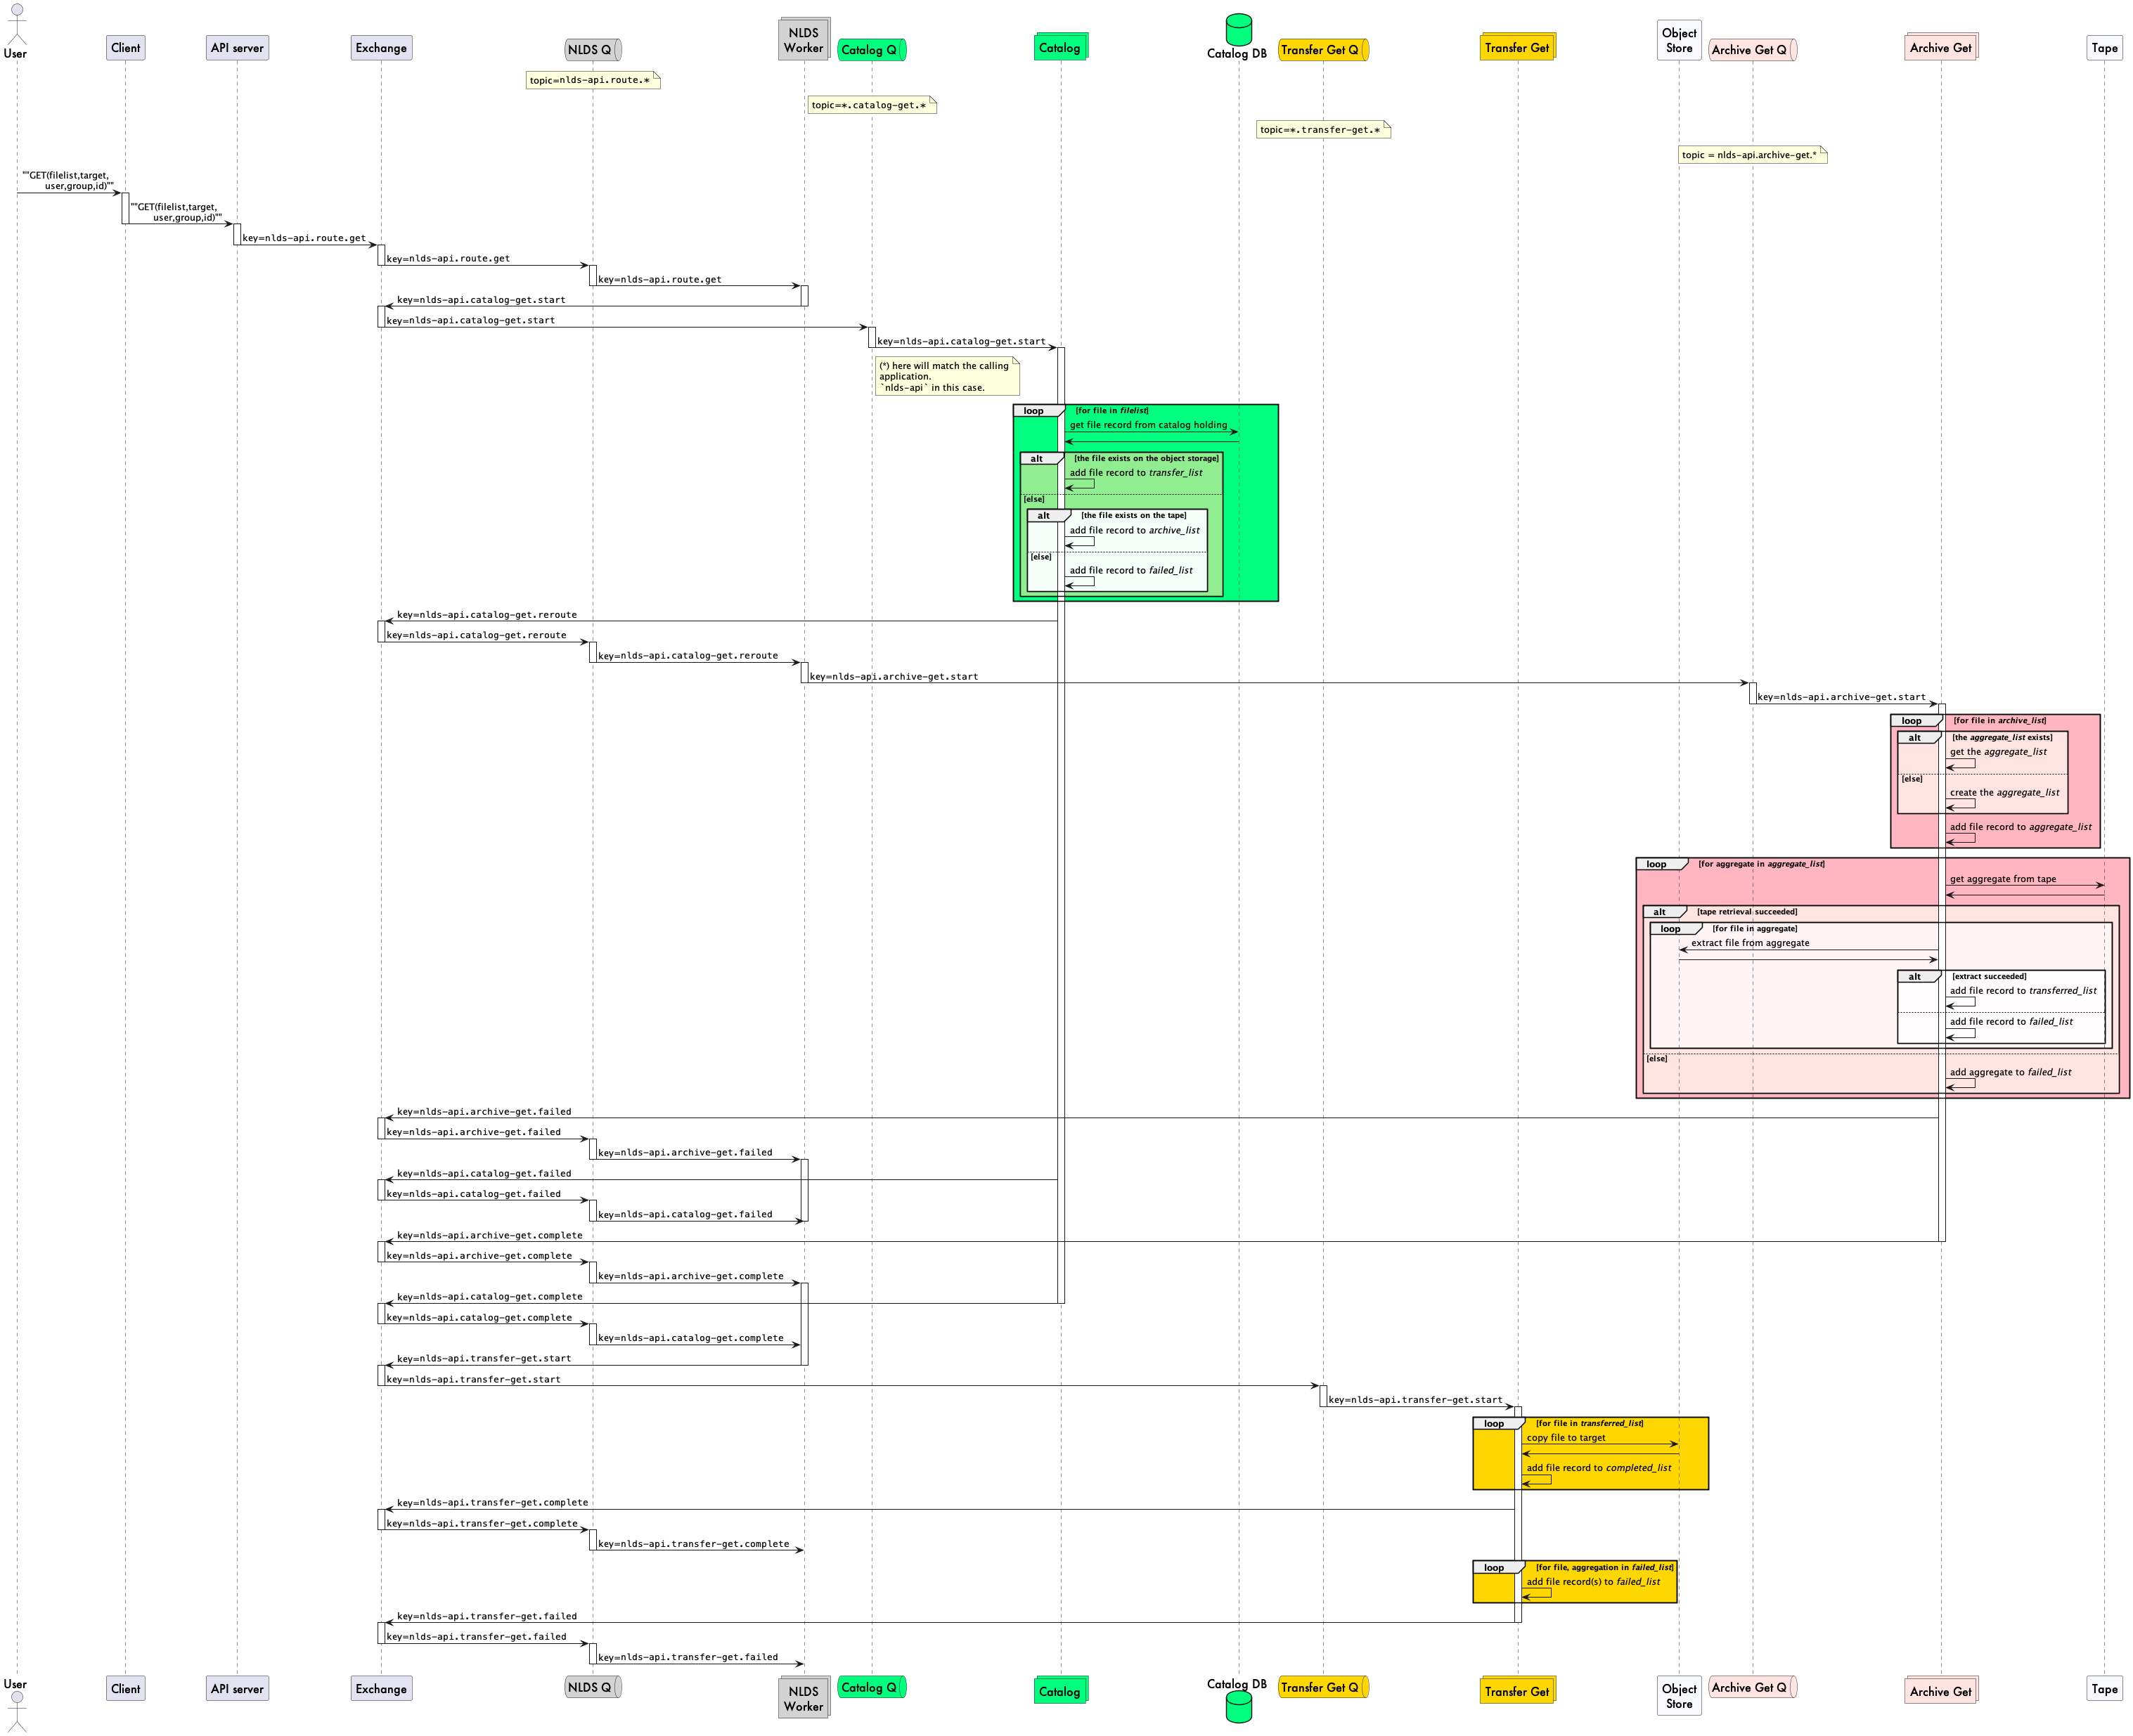 User
Client
API server
Exchange
NLDS Q
NLDS
Worker
Catalog Q
Catalog
Catalog DB
Transfer Get Q
Transfer Get
Object
Store
Archive Get Q
Archive Get
Tape
topic=nlds-api.route.*
topic=*.catalog-get.*
topic=*.transfer-get.*
topic = nlds-api.archive-get.*
""GET(filelist,target,
user,group,id)""
""GET(filelist,target,
user,group,id)""
key=nlds-api.route.get
key=nlds-api.route.get
key=nlds-api.route.get
key=nlds-api.catalog-get.start
key=nlds-api.catalog-get.start
key=nlds-api.catalog-get.start
(*) here will match the calling
application.
`nlds-api` in this case.
loop [for file in filelist]
get file record from catalog holding
alt [the file exists on the object storage]
add file record to transfer_list
[else]
alt [the file exists on the tape]
add file record to archive_list
[else]
add file record to failed_list
key=nlds-api.catalog-get.reroute
key=nlds-api.catalog-get.reroute
key=nlds-api.catalog-get.reroute
key=nlds-api.archive-get.start
key=nlds-api.archive-get.start
loop [for file in archive_list]
alt [the aggregate_list exists]
get the aggregate_list
[else]
create the aggregate_list
add file record to aggregate_list
loop [for aggregate in aggregate_list]
get aggregate from tape
alt [tape retrieval succeeded]
loop [for file in aggregate]
extract file from aggregate
alt [extract succeeded]
add file record to transferred_list
add file record to failed_list
[else]
add aggregate to failed_list
key=nlds-api.archive-get.failed
key=nlds-api.archive-get.failed
key=nlds-api.archive-get.failed
key=nlds-api.catalog-get.failed
key=nlds-api.catalog-get.failed
key=nlds-api.catalog-get.failed
key=nlds-api.archive-get.complete
key=nlds-api.archive-get.complete
key=nlds-api.archive-get.complete
key=nlds-api.catalog-get.complete
key=nlds-api.catalog-get.complete
key=nlds-api.catalog-get.complete
key=nlds-api.transfer-get.start
key=nlds-api.transfer-get.start
key=nlds-api.transfer-get.start
loop [for file in transferred_list]
copy file to target
add file record to completed_list
key=nlds-api.transfer-get.complete
key=nlds-api.transfer-get.complete
key=nlds-api.transfer-get.complete
loop [for file, aggregation in failed_list]
add file record(s) to failed_list
key=nlds-api.transfer-get.failed
key=nlds-api.transfer-get.failed
key=nlds-api.transfer-get.failed
User
Client
API server
Exchange
NLDS Q
NLDS
Worker
Catalog Q
Catalog
Catalog DB
Transfer Get Q
Transfer Get
Object
Store
Archive Get Q
Archive Get
Tape